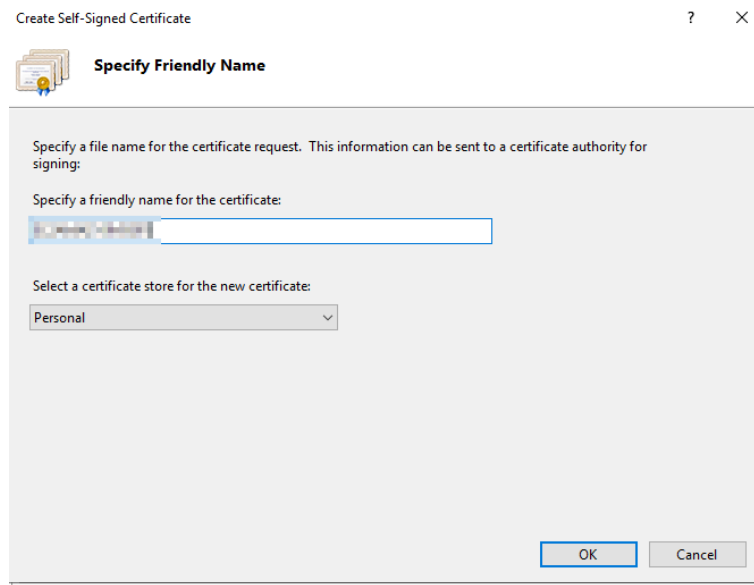 Create Self-Signed Certificate
?
Specify Friendly Name
Specify a file name for the certificate request.  This information can be sent to a certificate authority for
signing:
Specify a friendly name for the certificate:
Select a certificate store for the new certificate:
Personal
OK
Cancel